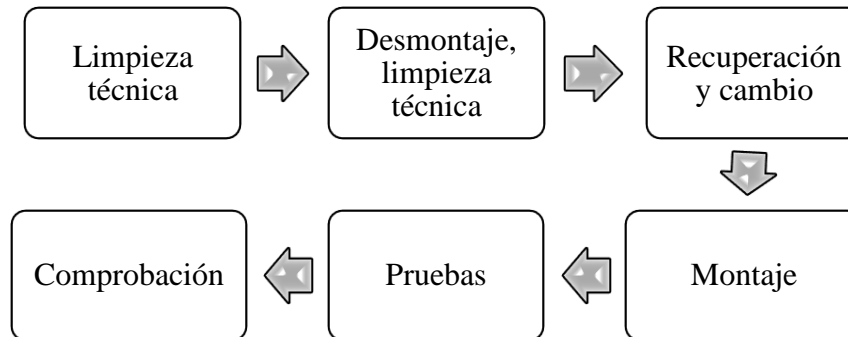 Limpieza
técnica
Desmontaje,
limpieza
técnica
Recuperación
y cambio
Montaje
Pruebas
Comprobación